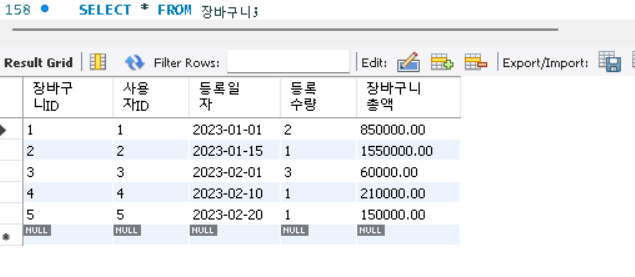 158 SELECT * FROM 장바구니;
Result Grid Filter Rows: Edit: Export/Import:
장바구니ID 사용자ID 등록일자 등록수량 장바구니총액
1 1 2023-01-01 2 850000.00
2 2 2023-01-15 1 1550000.00
3 3 2023-02-01 3 60000.00
4 4 2023-02-10 1 210000.00
5 5 2023-02-20 1 150000.00
NULL NULL NULL NULL NULL